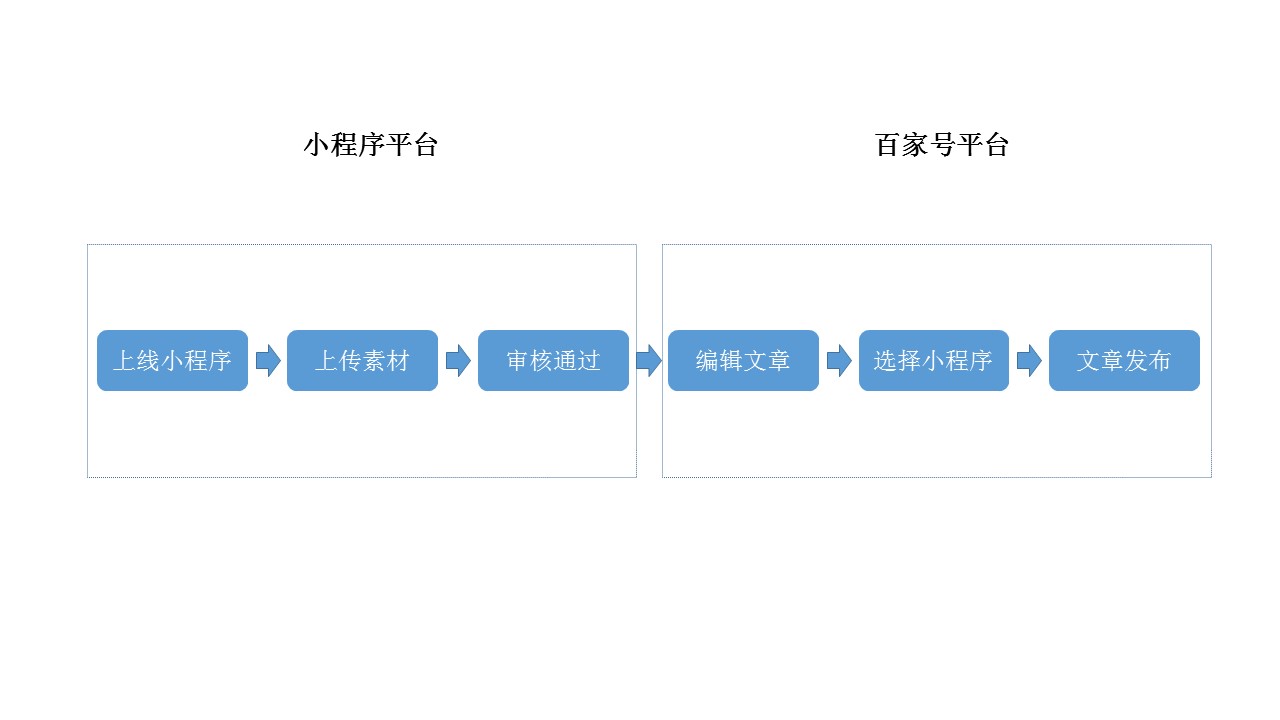 小程序平台
百家号平台
上线小程序
上传素材
审核通过
编辑文章
选择小程序
文章发布